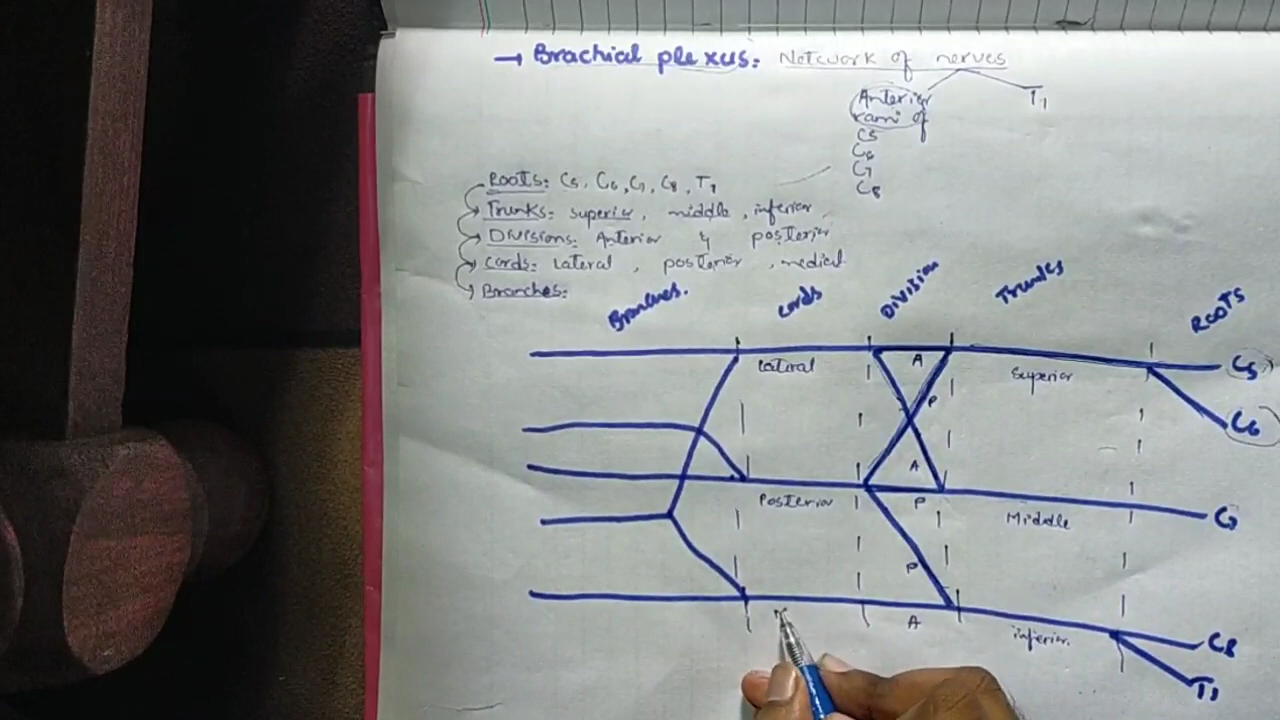 → Brachial plexus: Network of nerves
Anterior T1
rami of
C5
C6
C7
C8
Roots: C5, C6, C7, C8, T1
Trunks: superior, middle, inferior
Divisions: Anterior & posterior
Cords: Lateral, posterior, medical
Branches:
Branches. Cords Division Trunks Roots
Lateral A Superior C5
P C6
A
Posterior P Middle C7
P
A inferior. C8
T1